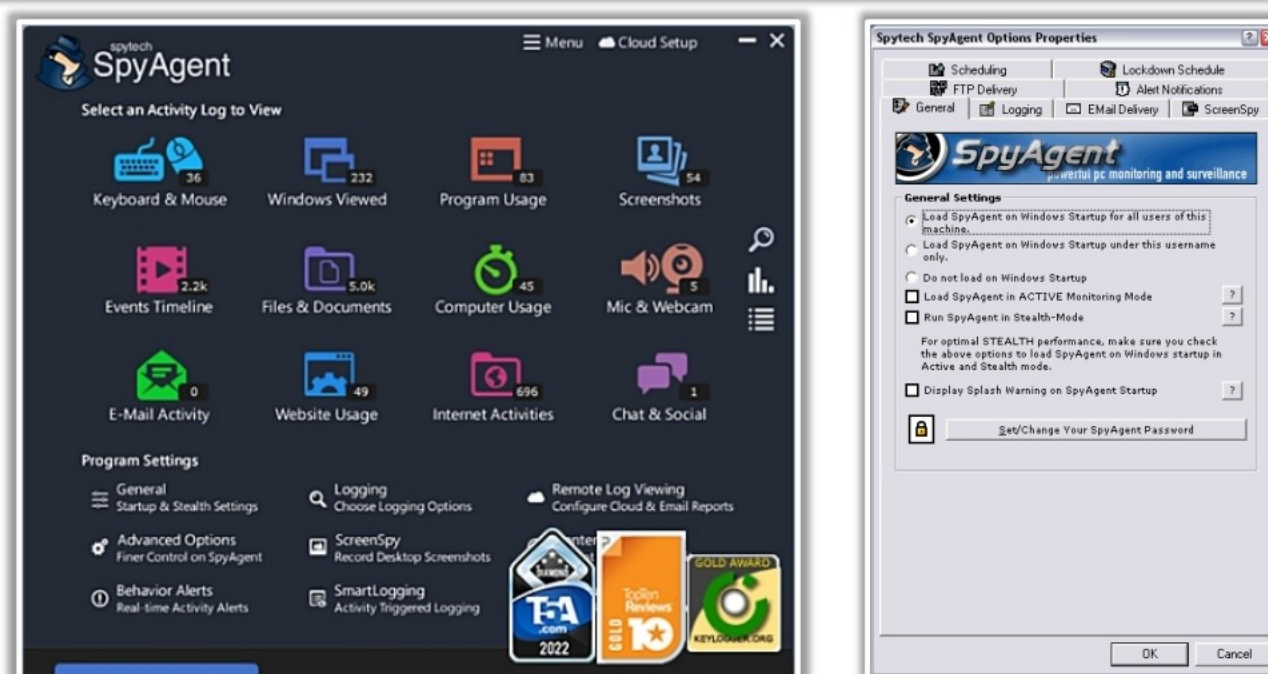 spytech
SpyAgent
Menu
Cloud Setup
Select an Activity Log to View
36
232
83
54
Keyboard & Mouse
Windows Viewed
Program Usage
Screenshots
2.2k
5.0k
45
5
Events Timeline
Files & Documents
Computer Usage
Mic & Webcam
0
49
696
1
E-Mail Activity
Website Usage
Internet Activities
Chat & Social
Program Settings
General
Startup & Stealth Settings
Logging
Choose Logging Options
Remote Log Viewing
Configure Cloud & Email Reports
Advanced Options
Finer Control on SpyAgent
ScreenSpy
Record Desktop Screenshots
Behavior Alerts
Real-time Activity Alerts
SmartLogging
Activity Triggered Logging
DIAMOND
TSA
.com
2022
TopTen
Reviews
GOLD
10
GOLD AWARD
KEYLOGGER.ORG
Spytech SpyAgent Options Properties
Scheduling
Lockdown Schedule
FTP Delivery
Alert Notifications
General
Logging
EMail Delivery
ScreenSpy
SpyAgent
powerful pc monitoring and surveillance
General Settings
Load SpyAgent on Windows Startup for all users of this
machine.
Load SpyAgent on Windows Startup under this username
only.
Do not load on Windows Startup
Load SpyAgent in ACTIVE Monitoring Mode
?
Run SpyAgent in Stealth-Mode
?
For optimal STEALTH performance, make sure you check
the above options to load SpyAgent on Windows startup in
Active and Stealth mode.
Display Splash Warning on SpyAgent Startup
?
Set/Change Your SpyAgent Password
OK
Cancel